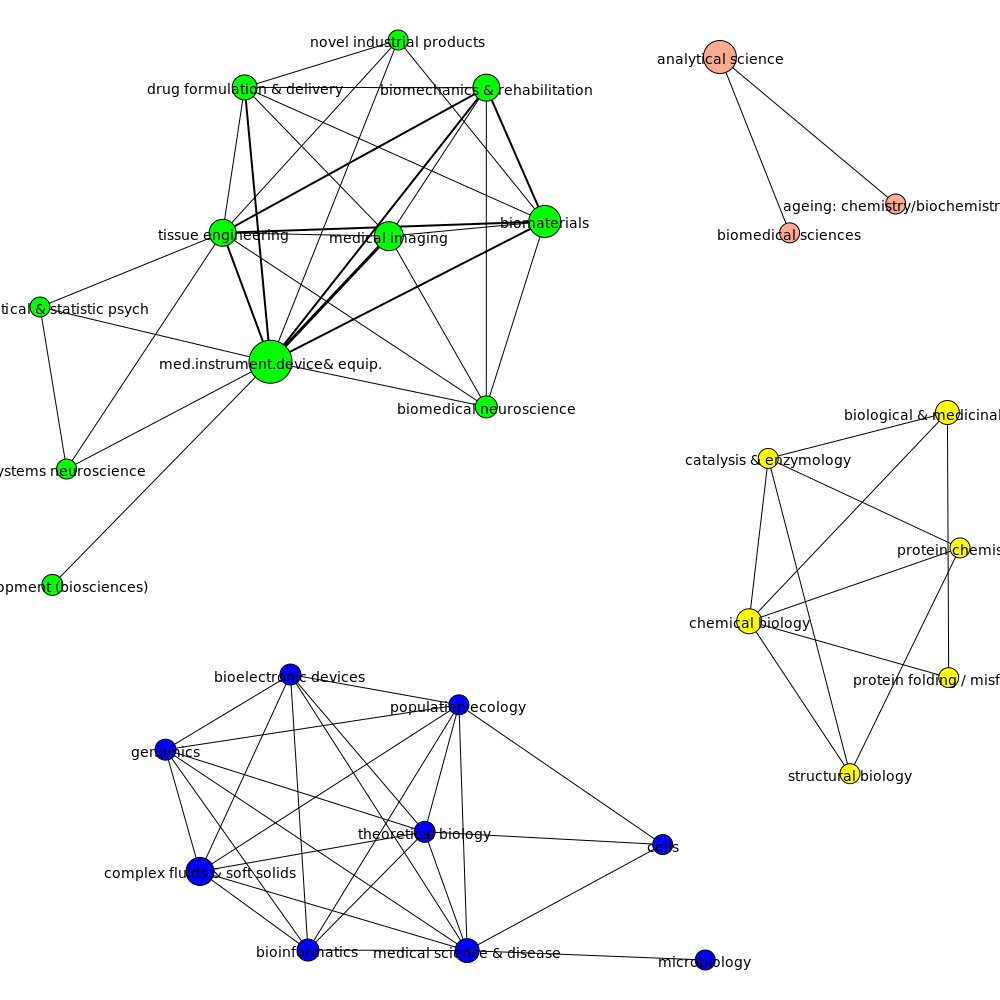 novel industrial products
analytical science
drug formulation & delivery
biomechanics & rehabilitation
ageing: chemistry/biochemistr
biomaterials
tissue engineering
medical imaging
biomedical sciences
tical & statistic psych
med.instrument.device& equip.
biomedical neuroscience
biological & medicinal
catalysis & enzymology
ystems neuroscience
protein chemis
opment (biosciences)
chemical biology
bioelectronic devices
protein folding / misf
population ecology
genomics
structural biology
theoretical biology
cells
complex fluids & soft solids
bioinformatics
medical science & disease
microbiology